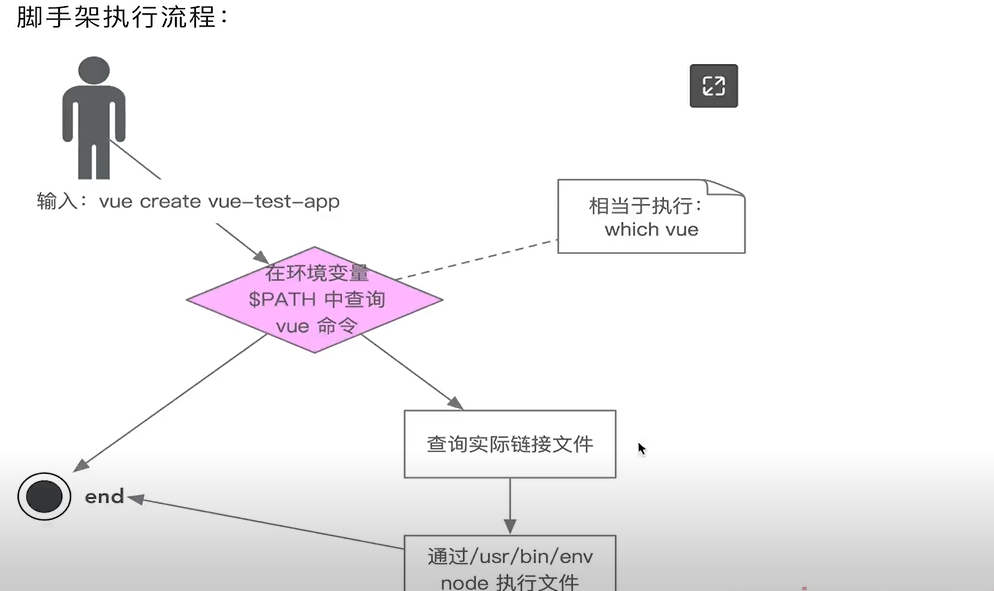 脚手架执行流程：
输入：vue create vue-test-app
相当于执行：
which vue
在环境变量
$PATH 中查询
vue 命令
查询实际链接文件
end
通过/usr/bin/env
node 执行文件